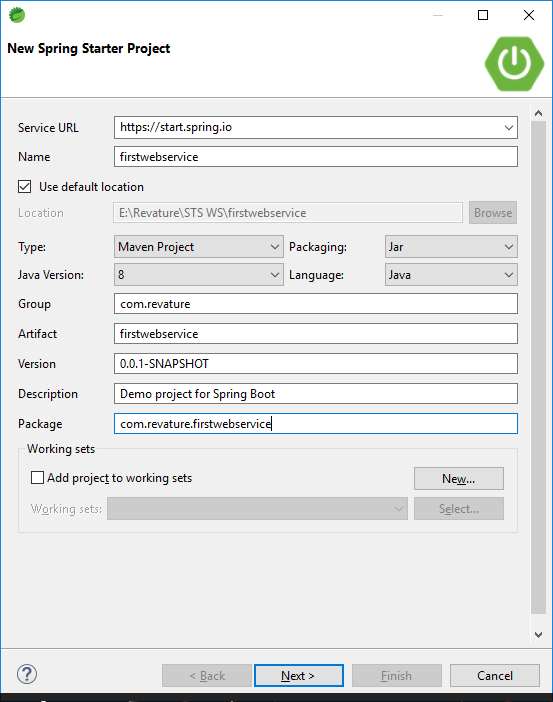 New Spring Starter Project
Service URL https://start.spring.io
Name firstwebservice
Use default location
Location E:\Revature\STS WS\firstwebservice Browse
Type: Maven Project Packaging: Jar
Java Version: 8 Language: Java
Group com.revature
Artifact firstwebservice
Version 0.0.1-SNAPSHOT
Description Demo project for Spring Boot
Package com.revature.firstwebservice
Working sets
Add project to working sets New...
Working sets: Select...
? < Back Next > Finish Cancel